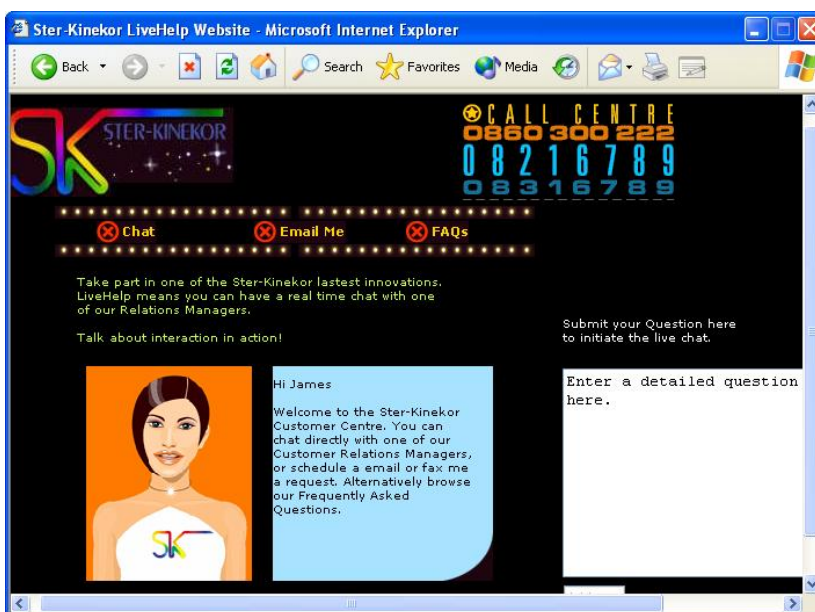 Ster-Kinekor LiveHelp Website - Microsoft Internet Explorer
Back Search Favorites Media
SK STER-KINEKOR
CALL CENTRE
0860 300 222
08216789
08316789
Chat Email Me FAQs
Take part in one of the Ster-Kinekor lastest innovations.
LiveHelp means you can have a real time chat with one
of our Relations Managers.
Talk about interaction in action!
Submit your Question here
to initiate the live chat.
Enter a detailed question
here.
Hi James
Welcome to the Ster-Kinekor
Customer Centre. You can
chat directly with one of our
Customer Relations Managers,
or schedule a email or fax me
a request. Alternatively browse
our Frequently Asked
Questions.
SK